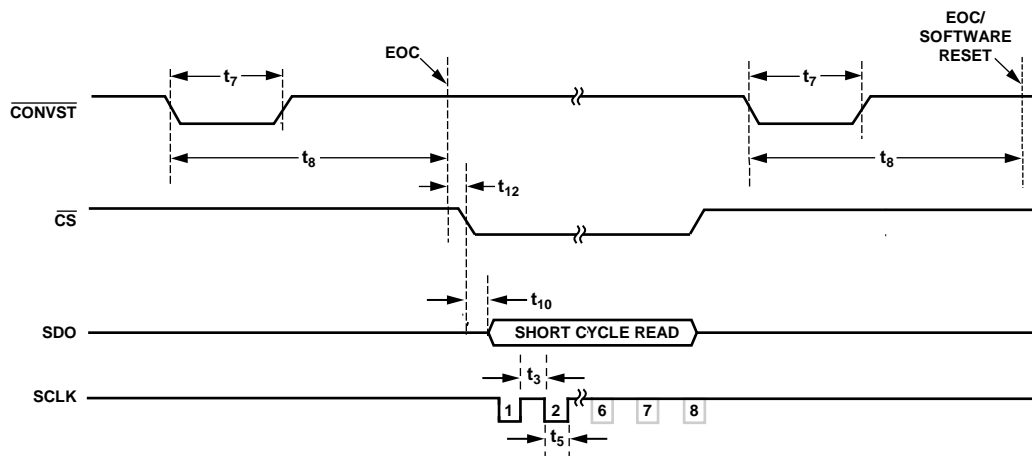 EOC
EOC/
SOFTWARE
RESET
t7
t7
CONVST
t8
t8
t12
CS
t10
SDO
SHORT CYCLE READ
t3
SCLK
1
2
6
7
8
t5